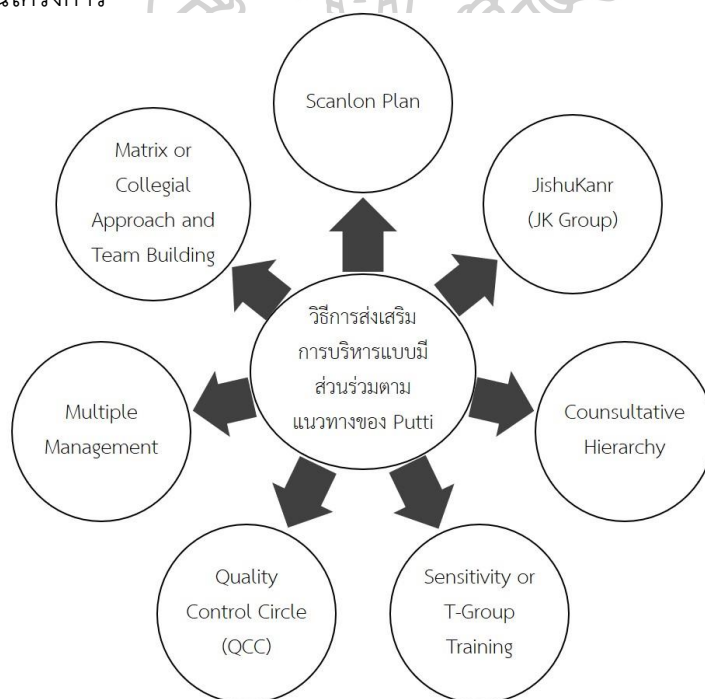 Scanlon Plan
JishuKanr
(JK Group)
Counsultative
Hierarchy
Sensitivity or
T-Group
Training
Quality
Control Circle
(QCC)
Multiple
Management
Matrix or
Collegial
Approach and
Team Building
วิธีการส่งเสริม
การบริหารแบบมี
ส่วนร่วมตาม
แนวทางของ Putti